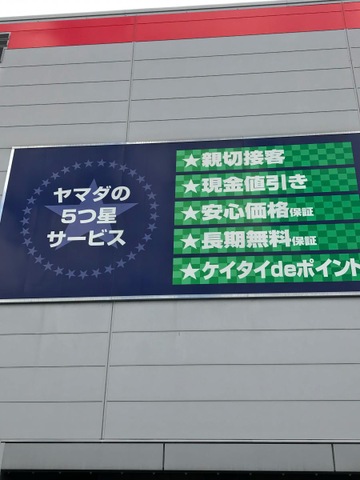 ヤマダの
5つ星
サービス
★親切接客
★現金値引き
★安心価格保証
★長期無料保証
★ケイタイdeポイント